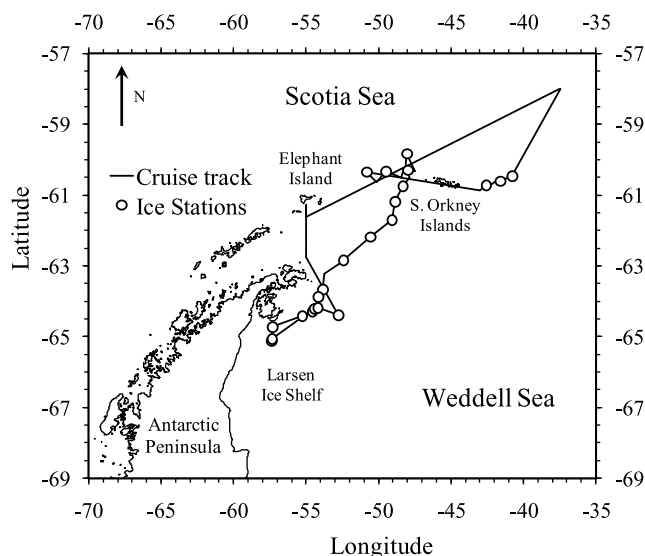 -70 -65 -60 -55 -50 -45 -40 -35
-57 -57
N
Scotia Sea
-59 -59
Elephant
Island
Cruise track
-61 -61
Ice Stations
S. Orkney
Islands
Latitude
-63 -63
-65 -65
Larsen
Ice Shelf
Weddell Sea
-67 -67
Antarctic
Peninsula
-69 -69
-70 -65 -60 -55 -50 -45 -40 -35
Longitude